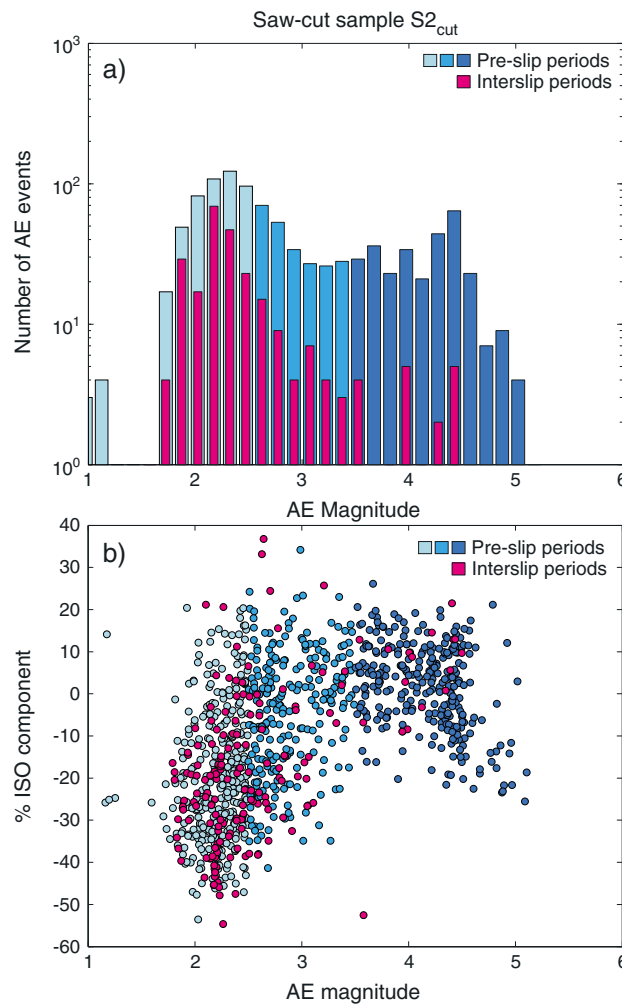 Saw-cut sample S2cut
a)
Pre-slip periods
Interslip periods
Number of AE events
10³
10²
10¹
10⁰
1 2 3 4 5 6
AE Magnitude
b)
Pre-slip periods
Interslip periods
% ISO component
40
30
20
10
0
-10
-20
-30
-40
-50
-60
1 2 3 4 5 6
AE magnitude